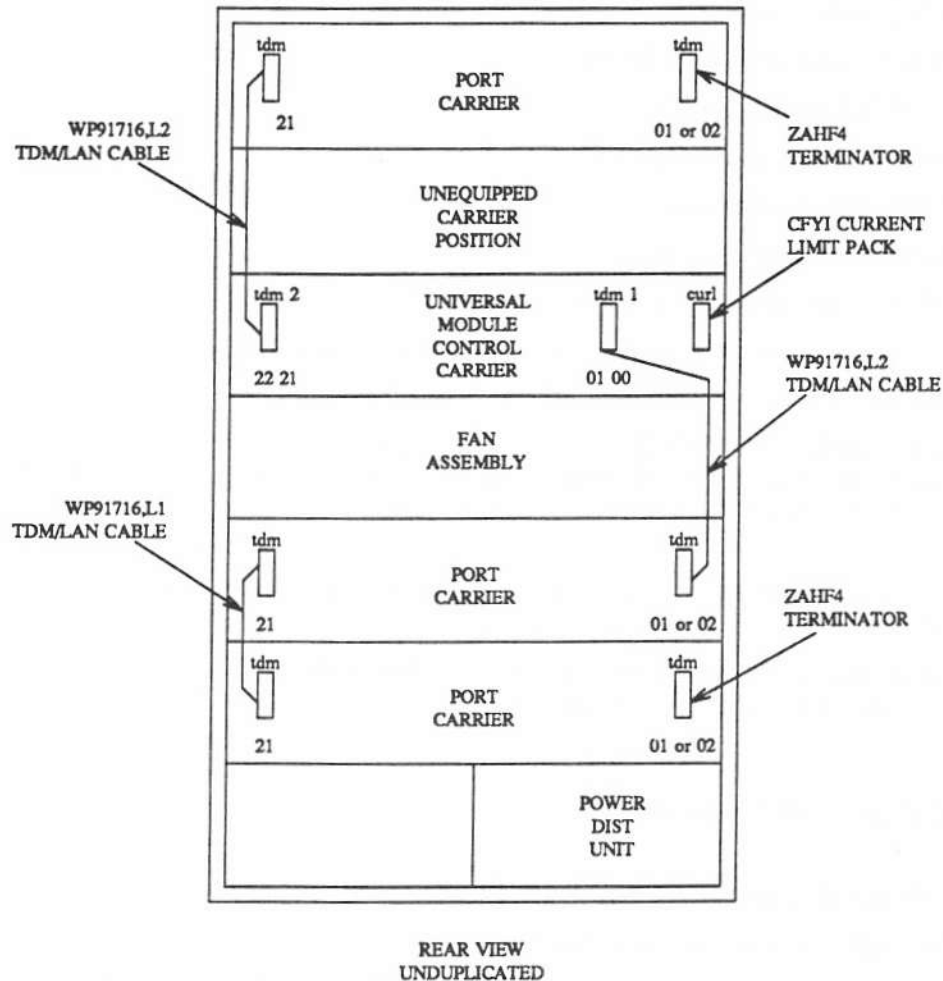 tdm
tdm
PORT
CARRIER
21
01 or 02
WP91716,L2
TDM/LAN CABLE
ZAHF4
TERMINATOR
UNEQUIPPED
CARRIER
POSITION
CFYI CURRENT
LIMIT PACK
tdm 2
UNIVERSAL
MODULE
CONTROL
CARRIER
tdm 1
curl
22 21
01 00
WP91716,L2
TDM/LAN CABLE
FAN
ASSEMBLY
WP91716,L1
TDM/LAN CABLE
tdm
PORT
CARRIER
tdm
21
01 or 02
ZAHF4
TERMINATOR
tdm
PORT
CARRIER
tdm
21
01 or 02
POWER
DIST
UNIT
REAR VIEW
UNDUPLICATED